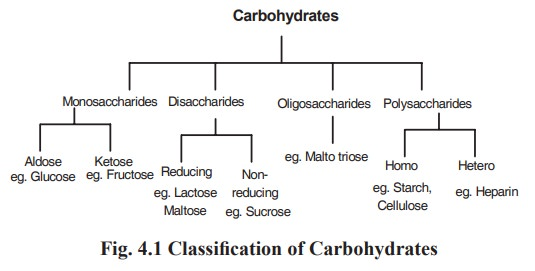 Carbohydrates
Monosaccharides Disaccharides Oligosaccharides Polysaccharides
Aldose
eg. Glucose
Ketose
eg. Fructose
Reducing
eg. Lactose
Maltose
Non-
reducing
eg. Sucrose
eg. Malto triose
Homo
eg. Starch,
Cellulose
Hetero
eg. Heparin
Fig. 4.1 Classification of Carbohydrates